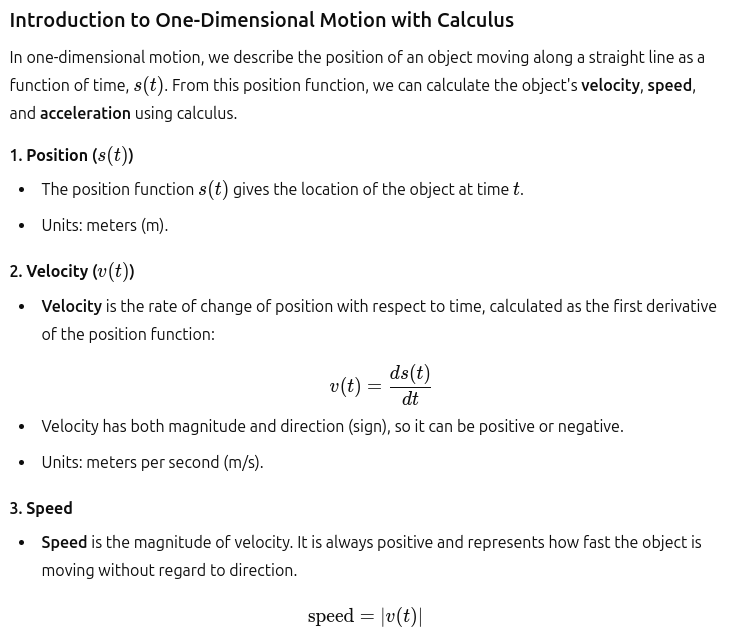 Introduction to One-Dimensional Motion with Calculus
In one-dimensional motion, we describe the position of an object moving along a straight line as a
function of time, s(t). From this position function, we can calculate the object's velocity, speed,
and acceleration using calculus.
1. Position (s(t))
• The position function s(t) gives the location of the object at time t.
• Units: meters (m).
2. Velocity (v(t))
• Velocity is the rate of change of position with respect to time, calculated as the first derivative
of the position function:
v(t) = ds(t)/dt
• Velocity has both magnitude and direction (sign), so it can be positive or negative.
• Units: meters per second (m/s).
3. Speed
• Speed is the magnitude of velocity. It is always positive and represents how fast the object is
moving without regard to direction.
speed = |v(t)|